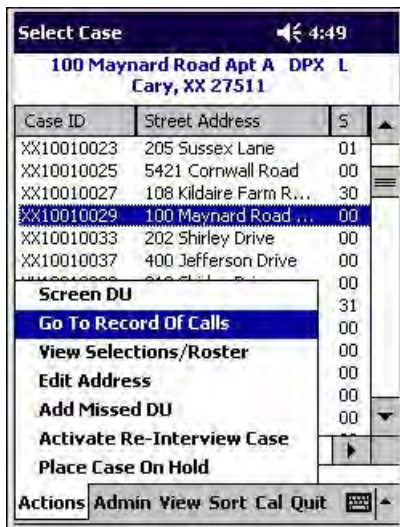 Select Case 4:49
100 Maynard Road Apt A DPX L
Cary, XX 27511
Case ID Street Address S
XX10010023 205 Sussex Lane 01
XX10010025 5421 Cornwall Road 00
XX10010027 108 Kildaire Farm R... 30
XX10010029 100 Maynard Road ... 00
XX10010033 202 Shirley Drive 00
XX10010037 400 Jefferson Drive 00
00
Screen DU 31
Go To Record Of Calls 00
View Selections/Roster 00
Edit Address 00
Add Missed DU 00
Activate Re-Interview Case
Place Case On Hold
Actions Admin View Sort Cal Quit